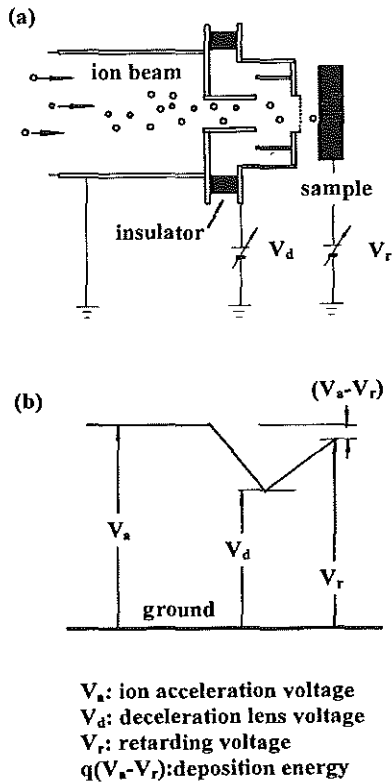 (a)
ion beam
sample
insulator
V_d
V_r
(b)
(V_a-V_r)
V_a
V_d
V_r
ground
V_a: ion acceleration voltage
V_d: deceleration lens voltage
V_r: retarding voltage
q(V_a-V_r):deposition energy